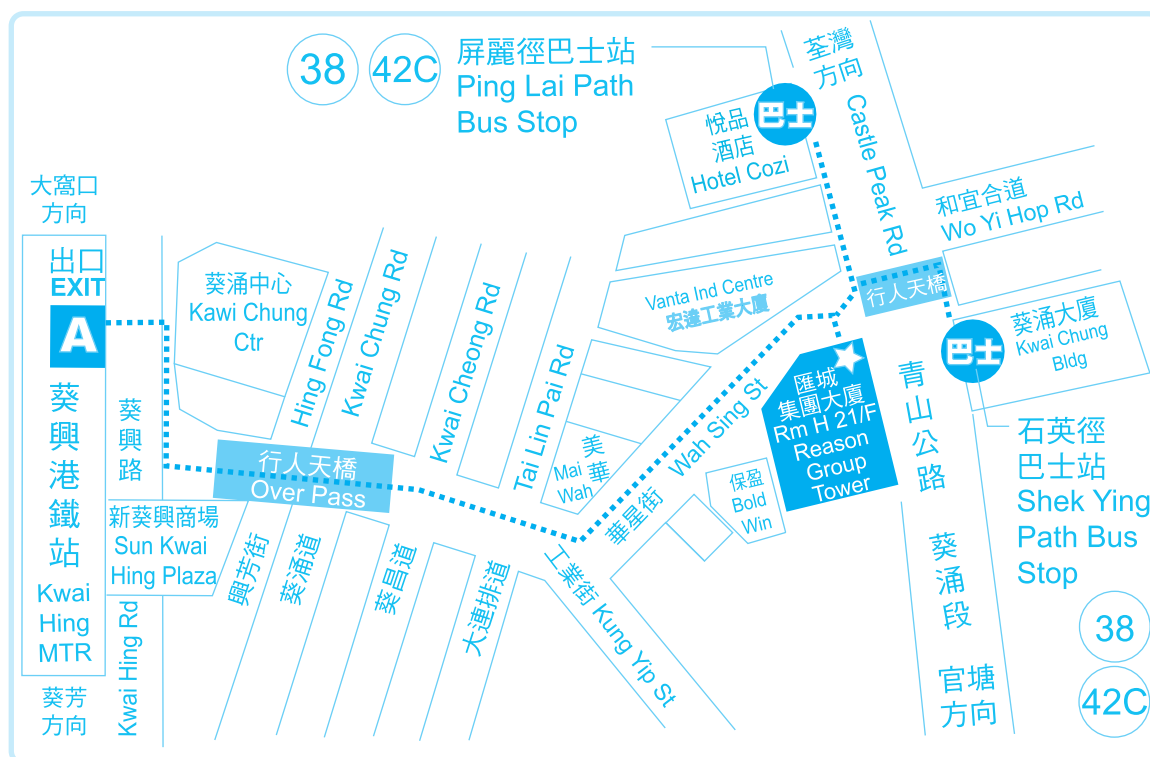 38
42C
屏麗徑巴士站
Ping Lai Path
Bus Stop
荃灣
方向
Castle Peak Rd
巴士
悅品
酒店
Hotel Cozi
大窩口
方向
和宜合道
Wo Yi Hop Rd
出口
EXIT
A
葵興港鐵站
Kwai
Hing
MTR
葵芳
方向
葵興路
Kwai Hing Rd
葵涌中心
Kawi Chung
Ctr
Hing Fong Rd
Kwai Chung Rd
Kwai Cheong Rd
Tai Lin Pai Rd
Vanta Ind Centre
宏達工業大廈
行人天橋
葵涌大廈
Kwai Chung
Bldg
巴士
行人天橋
Over Pass
美華
Mai
Wah
Wah Sing St
華星街
匯城
集團大廈
Rm H 21/F
Reason
Group
Tower
保盈
Bold
Win
青山公路
葵涌段
官塘
方向
石英徑
巴士站
Shek Ying
Path Bus
Stop
38
42C
新葵興商場
Sun Kwai
Hing Plaza
興芳街
葵涌道
葵昌道
大連排道
工業街 Kung Yip St